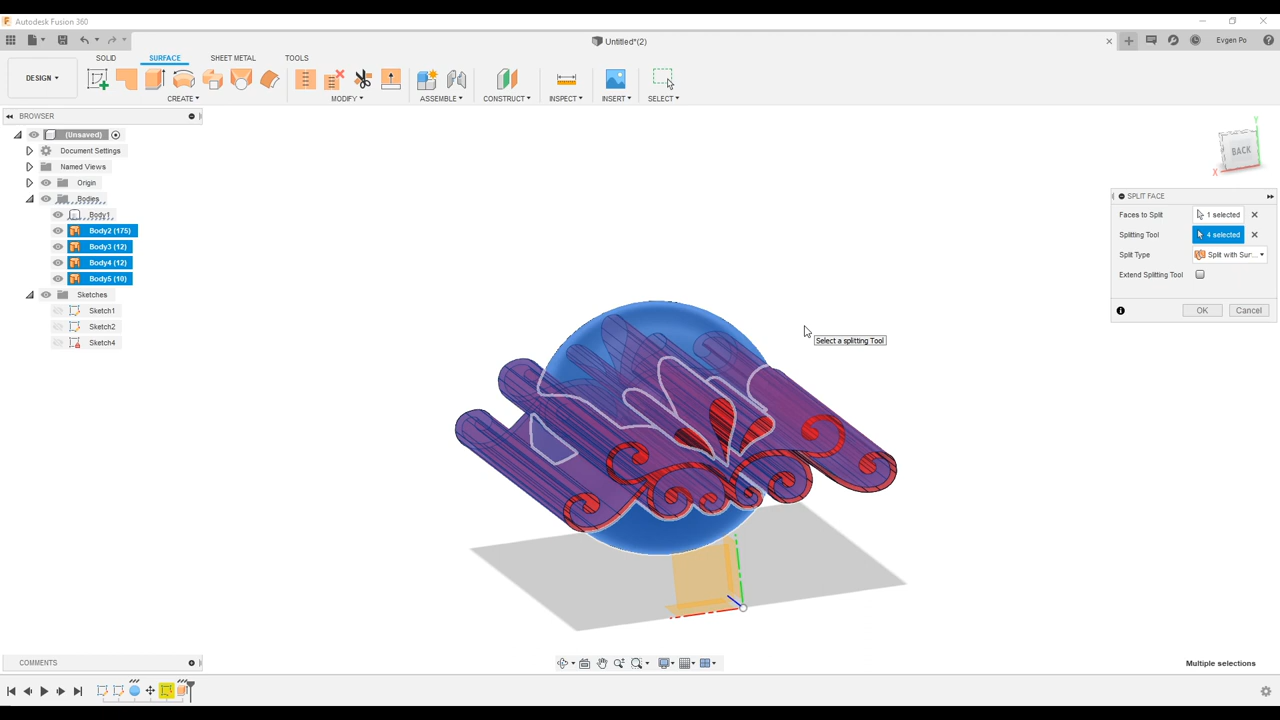 Autodesk Fusion 360
Untitled*(2)
Evgen Po
DESIGN
SOLID
SURFACE
SHEET METAL
TOOLS
CREATE
MODIFY
ASSEMBLE
CONSTRUCT
INSPECT
INSERT
SELECT
BROWSER
(Unsaved)
Document Settings
Named Views
Origin
Bodies
Body1
Body2 (175)
Body3 (12)
Body4 (12)
Body5 (10)
Sketches
Sketch1
Sketch2
Sketch4
Y
BACK
X
SPLIT FACE
Faces to Split 1 selected
Splitting Tool 4 selected
Split Type Split with Sur...
Extend Splitting Tool
OK Cancel
Select a splitting Tool
COMMENTS
Multiple selections